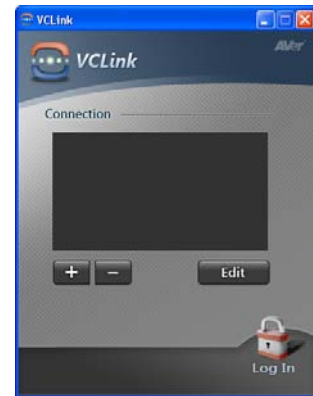 VCLink
VCLink
AVer
Connection
+ −
Edit
Log In